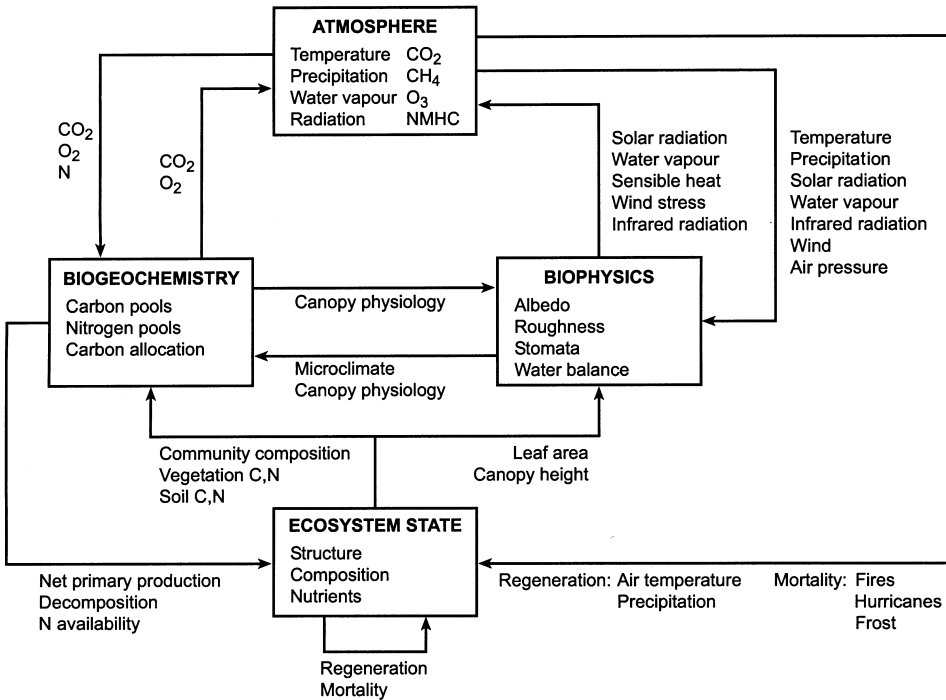 ATMOSPHERE
Temperature CO2
Precipitation CH4
Water vapour O3
Radiation NMHC
CO2
O2
N
CO2
O2
Solar radiation
Water vapour
Sensible heat
Wind stress
Infrared radiation
Temperature
Precipitation
Solar radiation
Water vapour
Infrared radiation
Wind
Air pressure
BIOGEOCHEMISTRY
Carbon pools
Nitrogen pools
Carbon allocation
Canopy physiology
Microclimate
Canopy physiology
BIOPHYSICS
Albedo
Roughness
Stomata
Water balance
Community composition
Vegetation C,N
Soil C,N
Leaf area
Canopy height
ECOSYSTEM STATE
Structure
Composition
Nutrients
Net primary production
Decomposition
N availability
Regeneration: Air temperature
Precipitation
Mortality: Fires
Hurricanes
Frost
Regeneration
Mortality